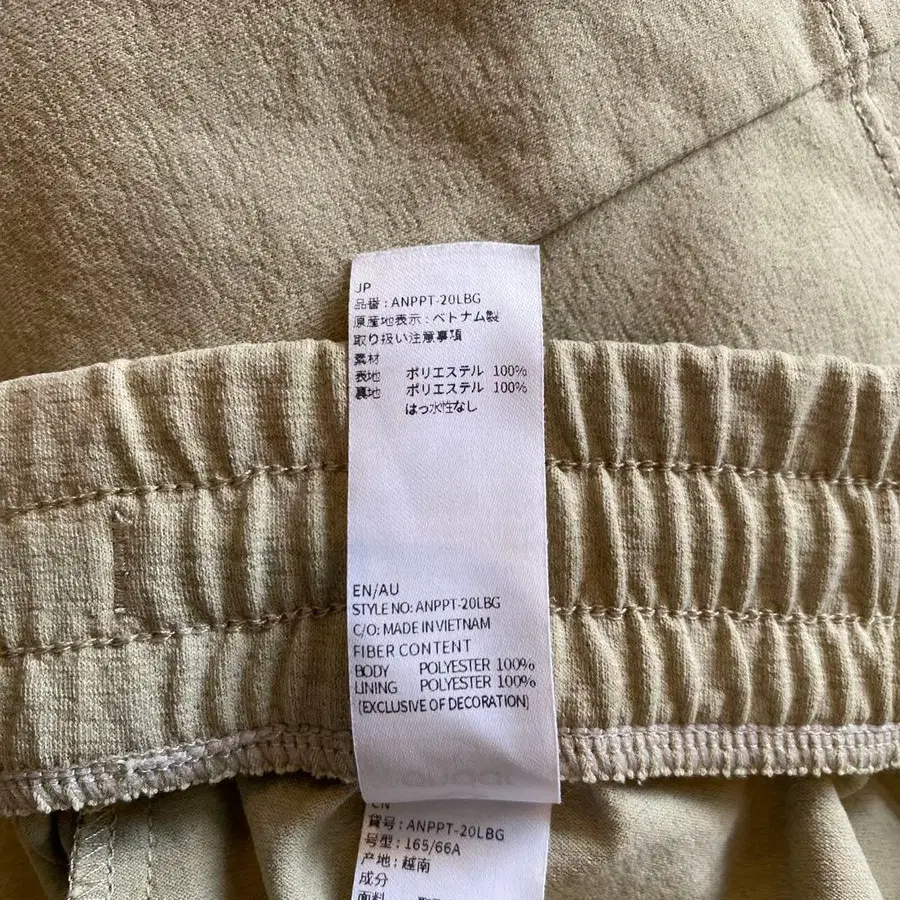 JP
品番 : ANPPT-20LBG
原産地表示 : ベトナム製
取り扱い注意事項
素材
表地 ポリエステル 100%
裏地 ポリエステル 100%
はっ水性なし
EN/AU
STYLE NO: ANPPT-20LBG
C/O: MADE IN VIETNAM
FIBER CONTENT
BODY POLYESTER 100%
LINING POLYESTER 100%
(EXCLUSIVE OF DECORATION)
CN
貨号 : ANPPT-20LBG
号型 : 165/66A
产地 : 越南
成分
面料